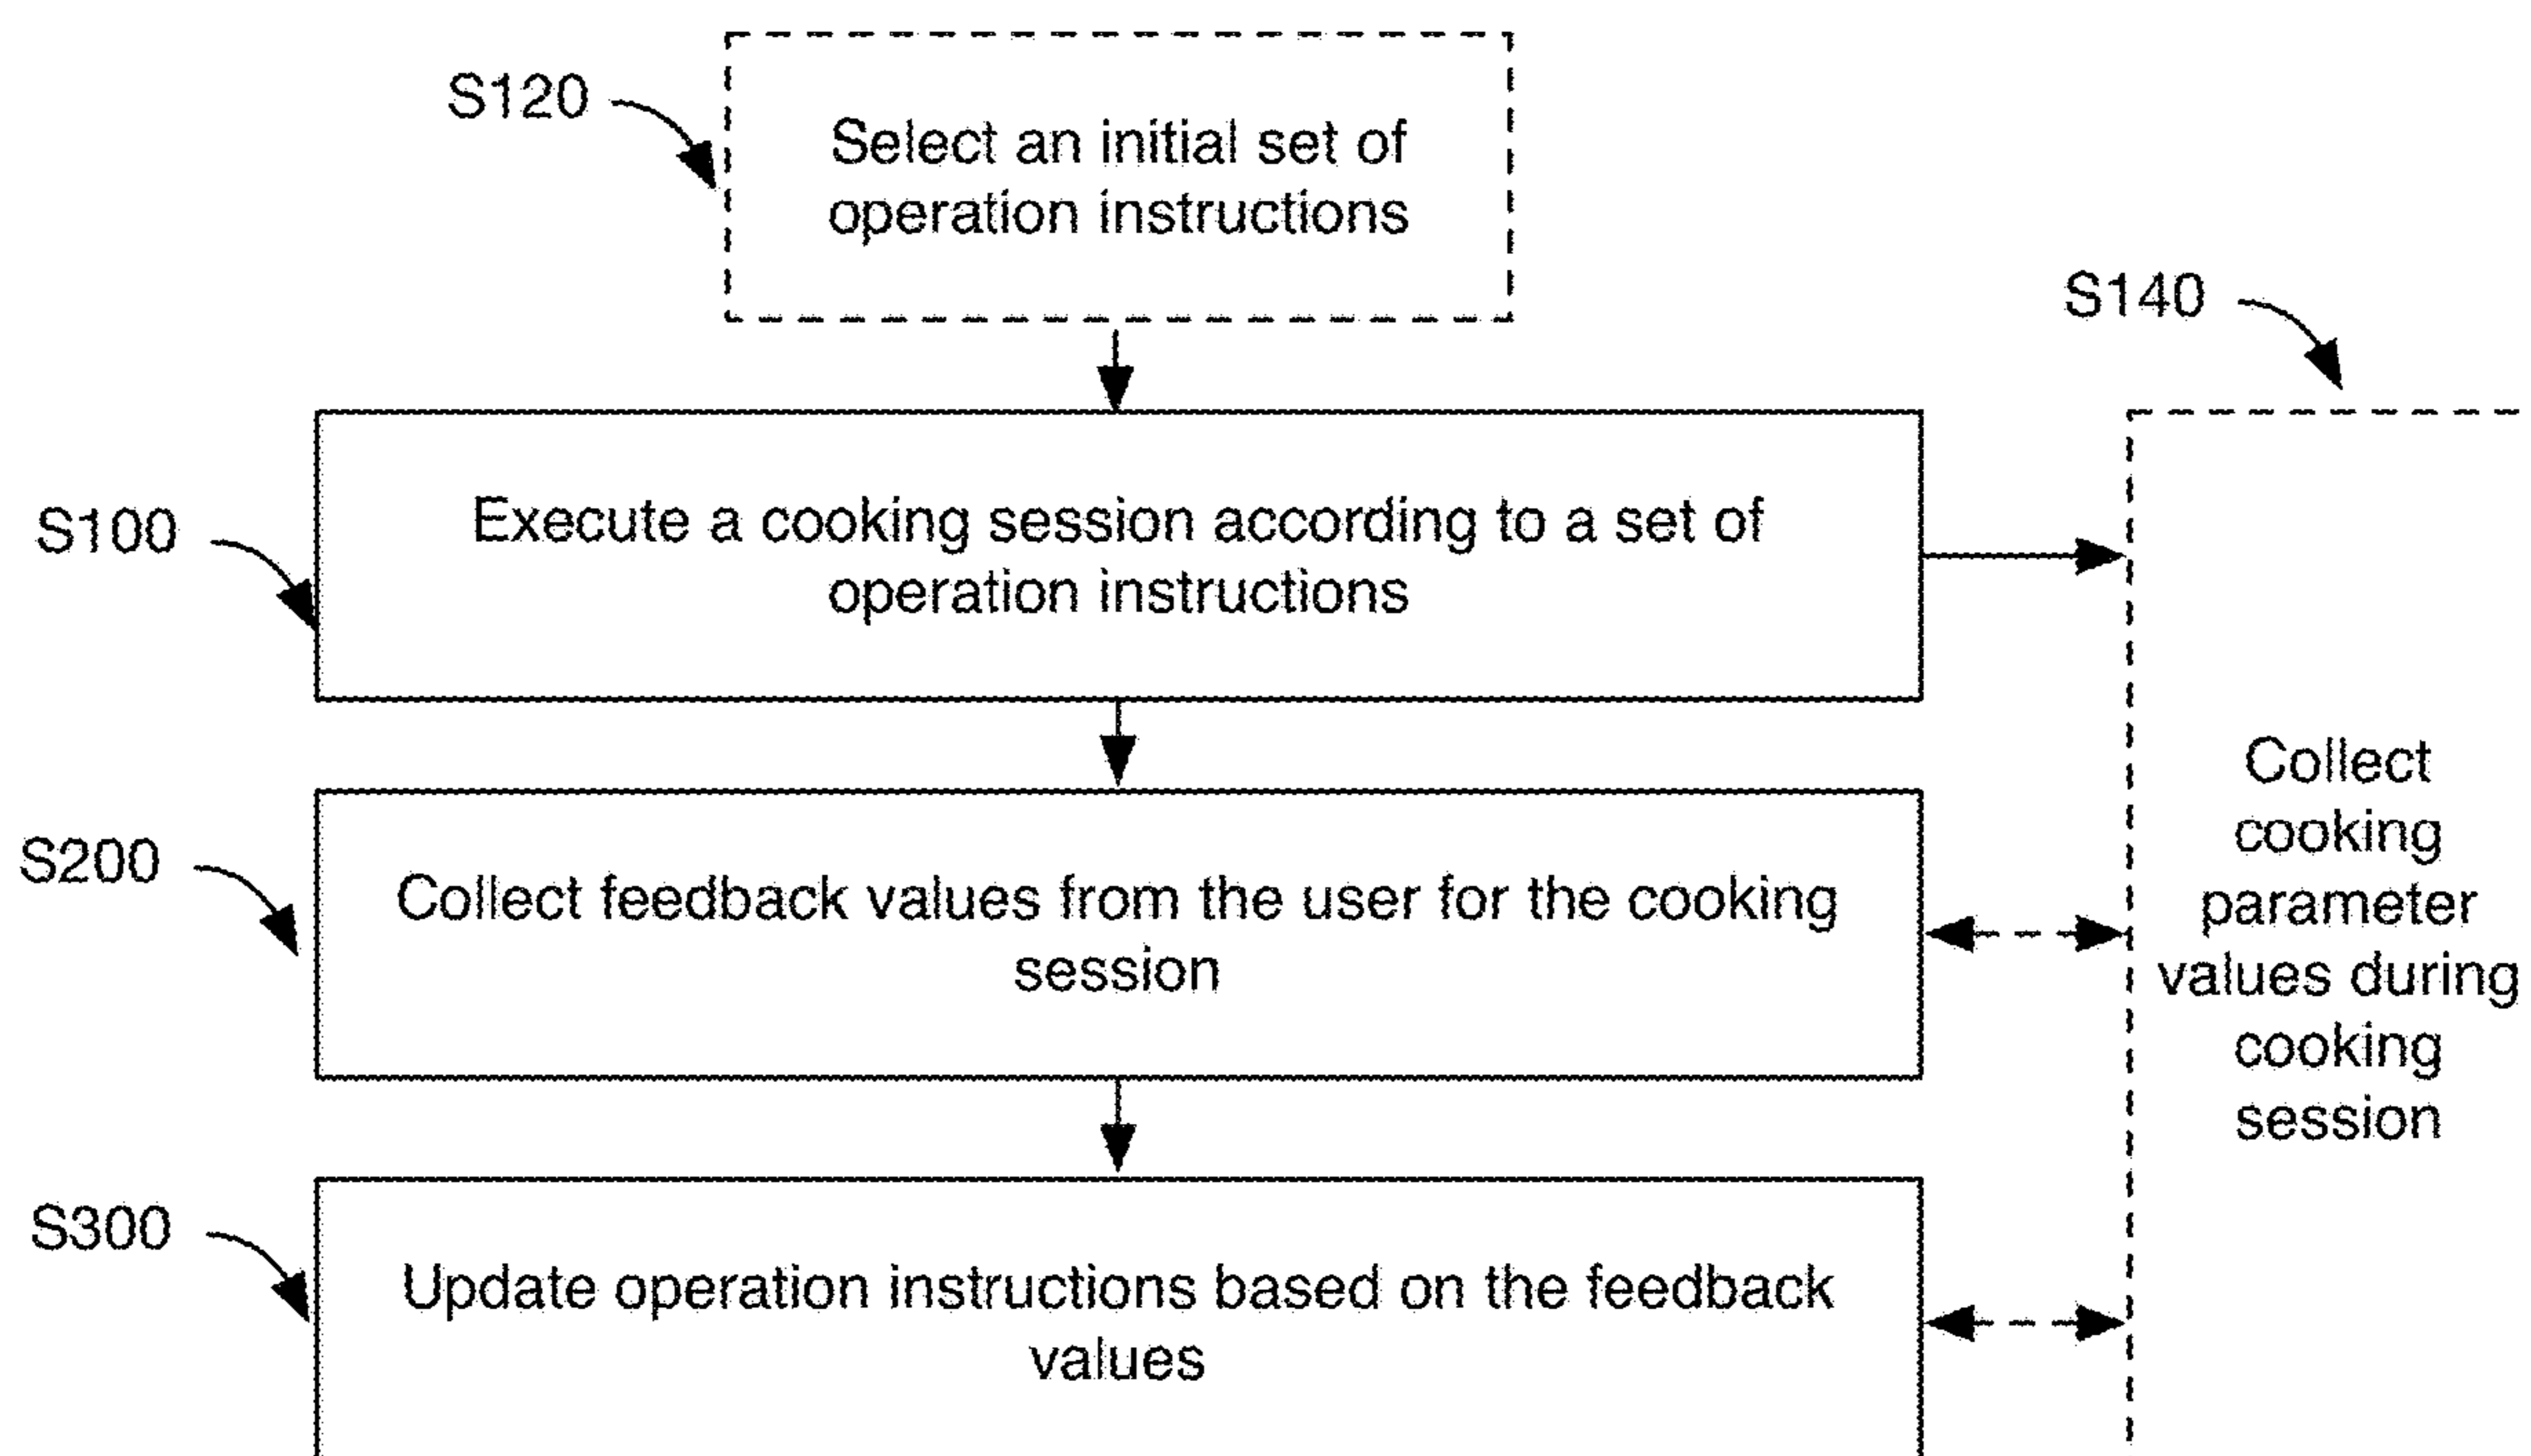 S120
Select an initial set of
operation instructions
S140
S100
Execute a cooking session according to a set of
operation instructions
S200
Collect feedback values from the user for the cooking
session
Collect
cooking
parameter
values during
cooking
session
S300
Update operation instructions based on the feedback
values